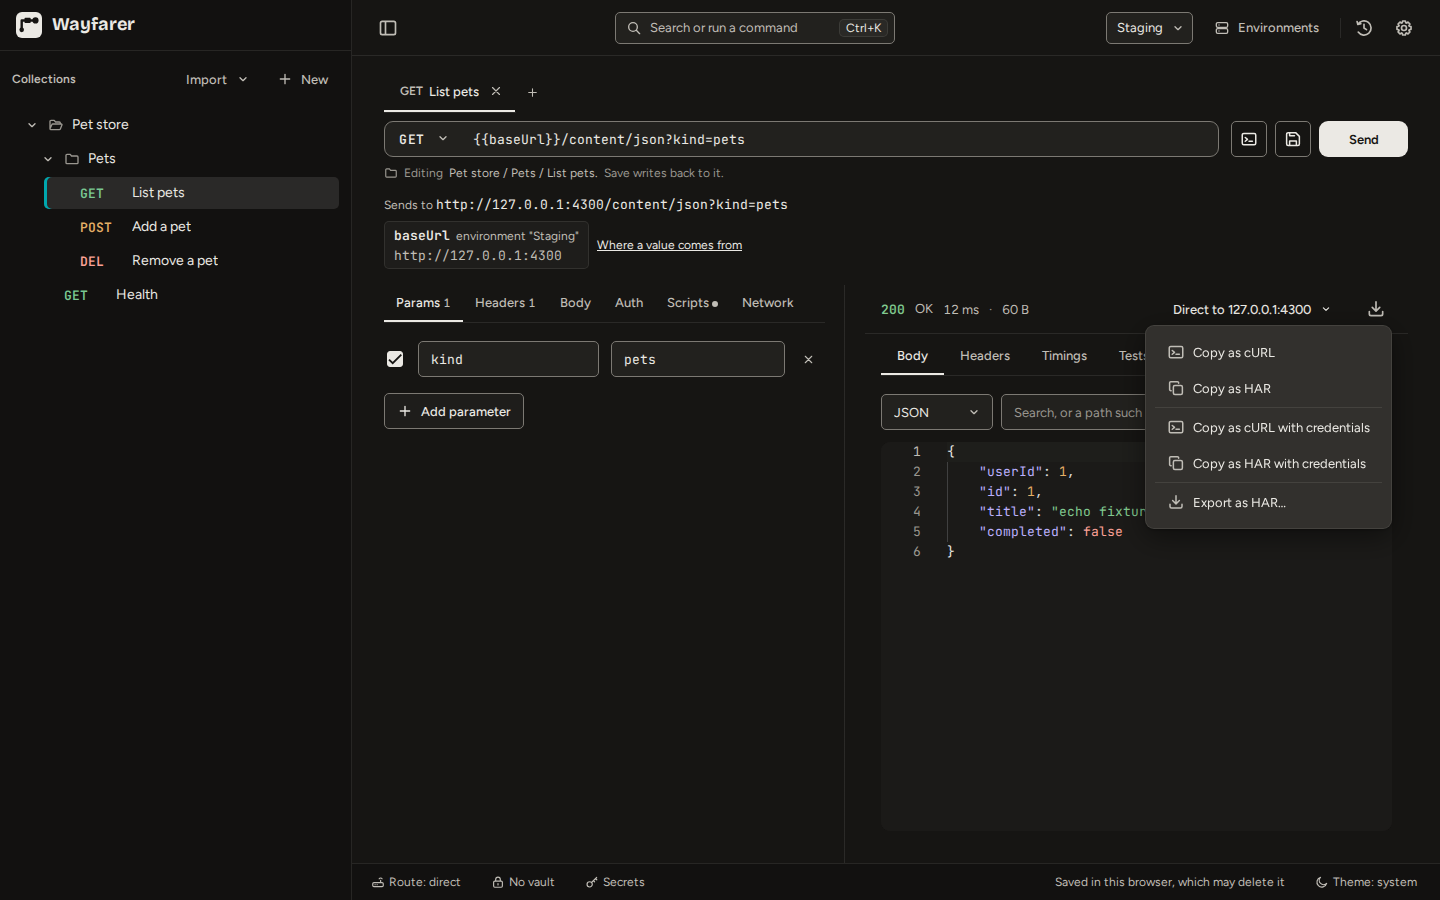 Wayfarer
Search or run a command Ctrl+K
Staging
Environments
Collections Import New
Pet store
Pets
GET List pets
POST Add a pet
DEL Remove a pet
GET Health
GET List pets
GET {{baseUrl}}/content/json?kind=pets
Send
Editing Pet store / Pets / List pets. Save writes back to it.
Sends to http://127.0.0.1:4300/content/json?kind=pets
baseUrl environment "Staging"
http://127.0.0.1:4300
Where a value comes from
Params 1 Headers 1 Body Auth Scripts Network
kind pets
Add parameter
200 OK 12 ms · 60 B
Direct to 127.0.0.1:4300
Body Headers Timings Tests
JSON
Search, or a path such
1 {
2 "userId": 1,
3 "id": 1,
4 "title": "echo fixtur
5 "completed": false
6 }
Copy as cURL
Copy as HAR
Copy as cURL with credentials
Copy as HAR with credentials
Export as HAR...
Route: direct No vault Secrets
Saved in this browser, which may delete it
Theme: system